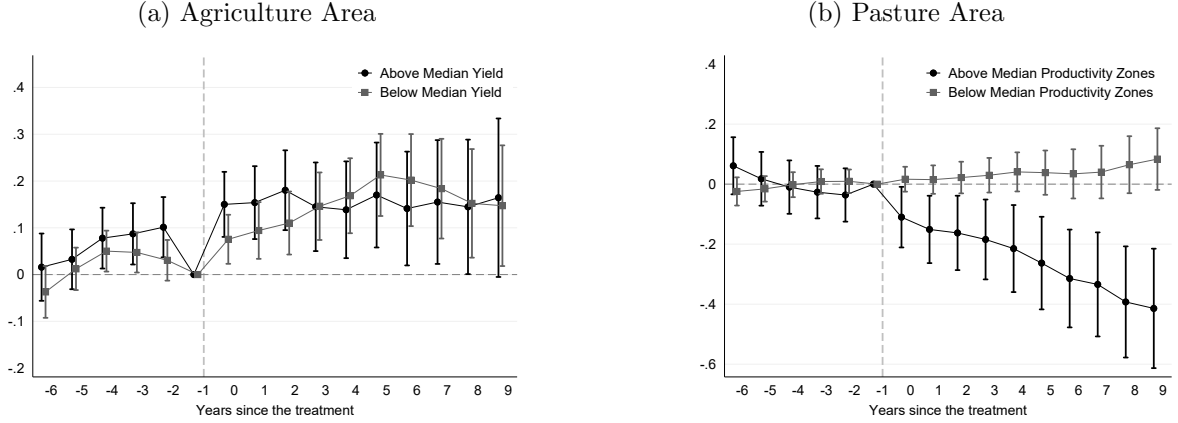 (a) Agriculture Area
Above Median Yield
Below Median Yield
.4
.3
.2
.1
0
-.1
-.2
-6 -5 -4 -3 -2 -1 0 1 2 3 4 5 6 7 8 9
Years since the treatment
(b) Pasture Area
Above Median Productivity Zones
Below Median Productivity Zones
.4
.2
0
-.2
-.4
-.6
-6 -5 -4 -3 -2 -1 0 1 2 3 4 5 6 7 8 9
Years since the treatment